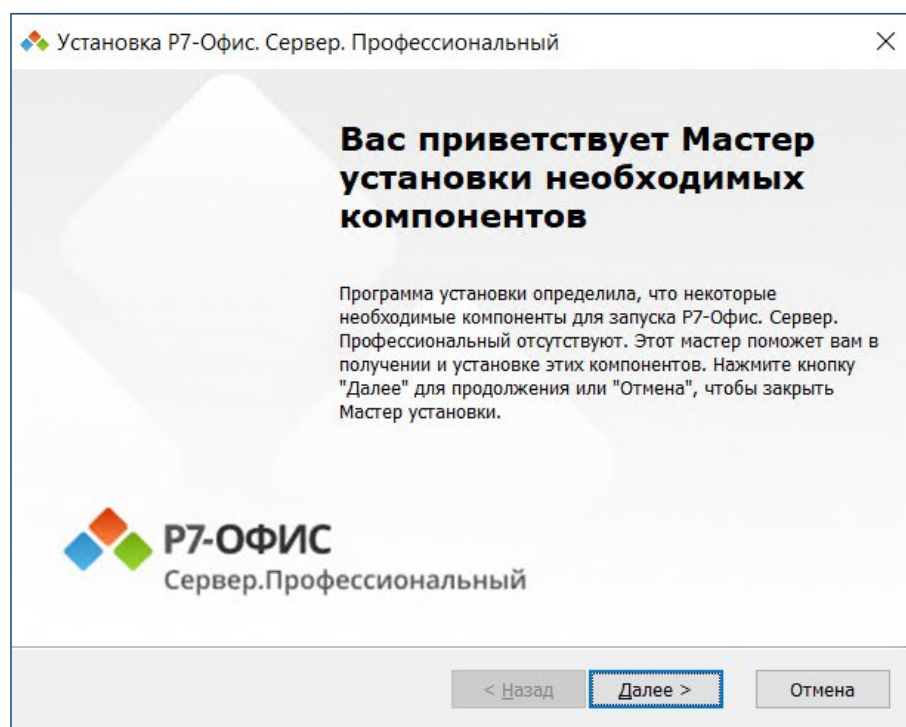 Установка Р7-Офис. Сервер. Профессиональный
Вас приветствует Мастер
установки необходимых
компонентов
Программа установки определила, что некоторые
необходимые компоненты для запуска Р7-Офис. Сервер.
Профессиональный отсутствуют. Этот мастер поможет вам в
получении и установке этих компонентов. Нажмите кнопку
"Далее" для продолжения или "Отмена", чтобы закрыть
Мастер установки.
Р7-ОФИС
Сервер.Профессиональный
< Назад Далее > Отмена